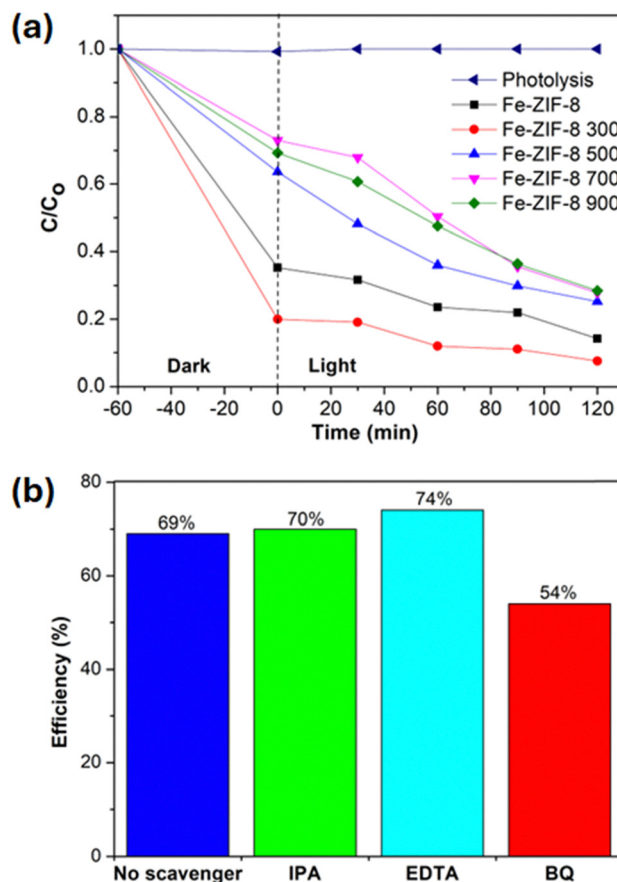 (a)
C/Co
1.0
0.8
0.6
0.4
0.2
0.0
Photolysis
Fe-ZIF-8
Fe-ZIF-8 300
Fe-ZIF-8 500
Fe-ZIF-8 700
Fe-ZIF-8 900
Dark
Light
-60 -40 -20 0 20 40 60 80 100 120
Time (min)
(b)
Efficiency (%)
80
60
40
20
0
69%
70%
74%
54%
No scavenger IPA EDTA BQ